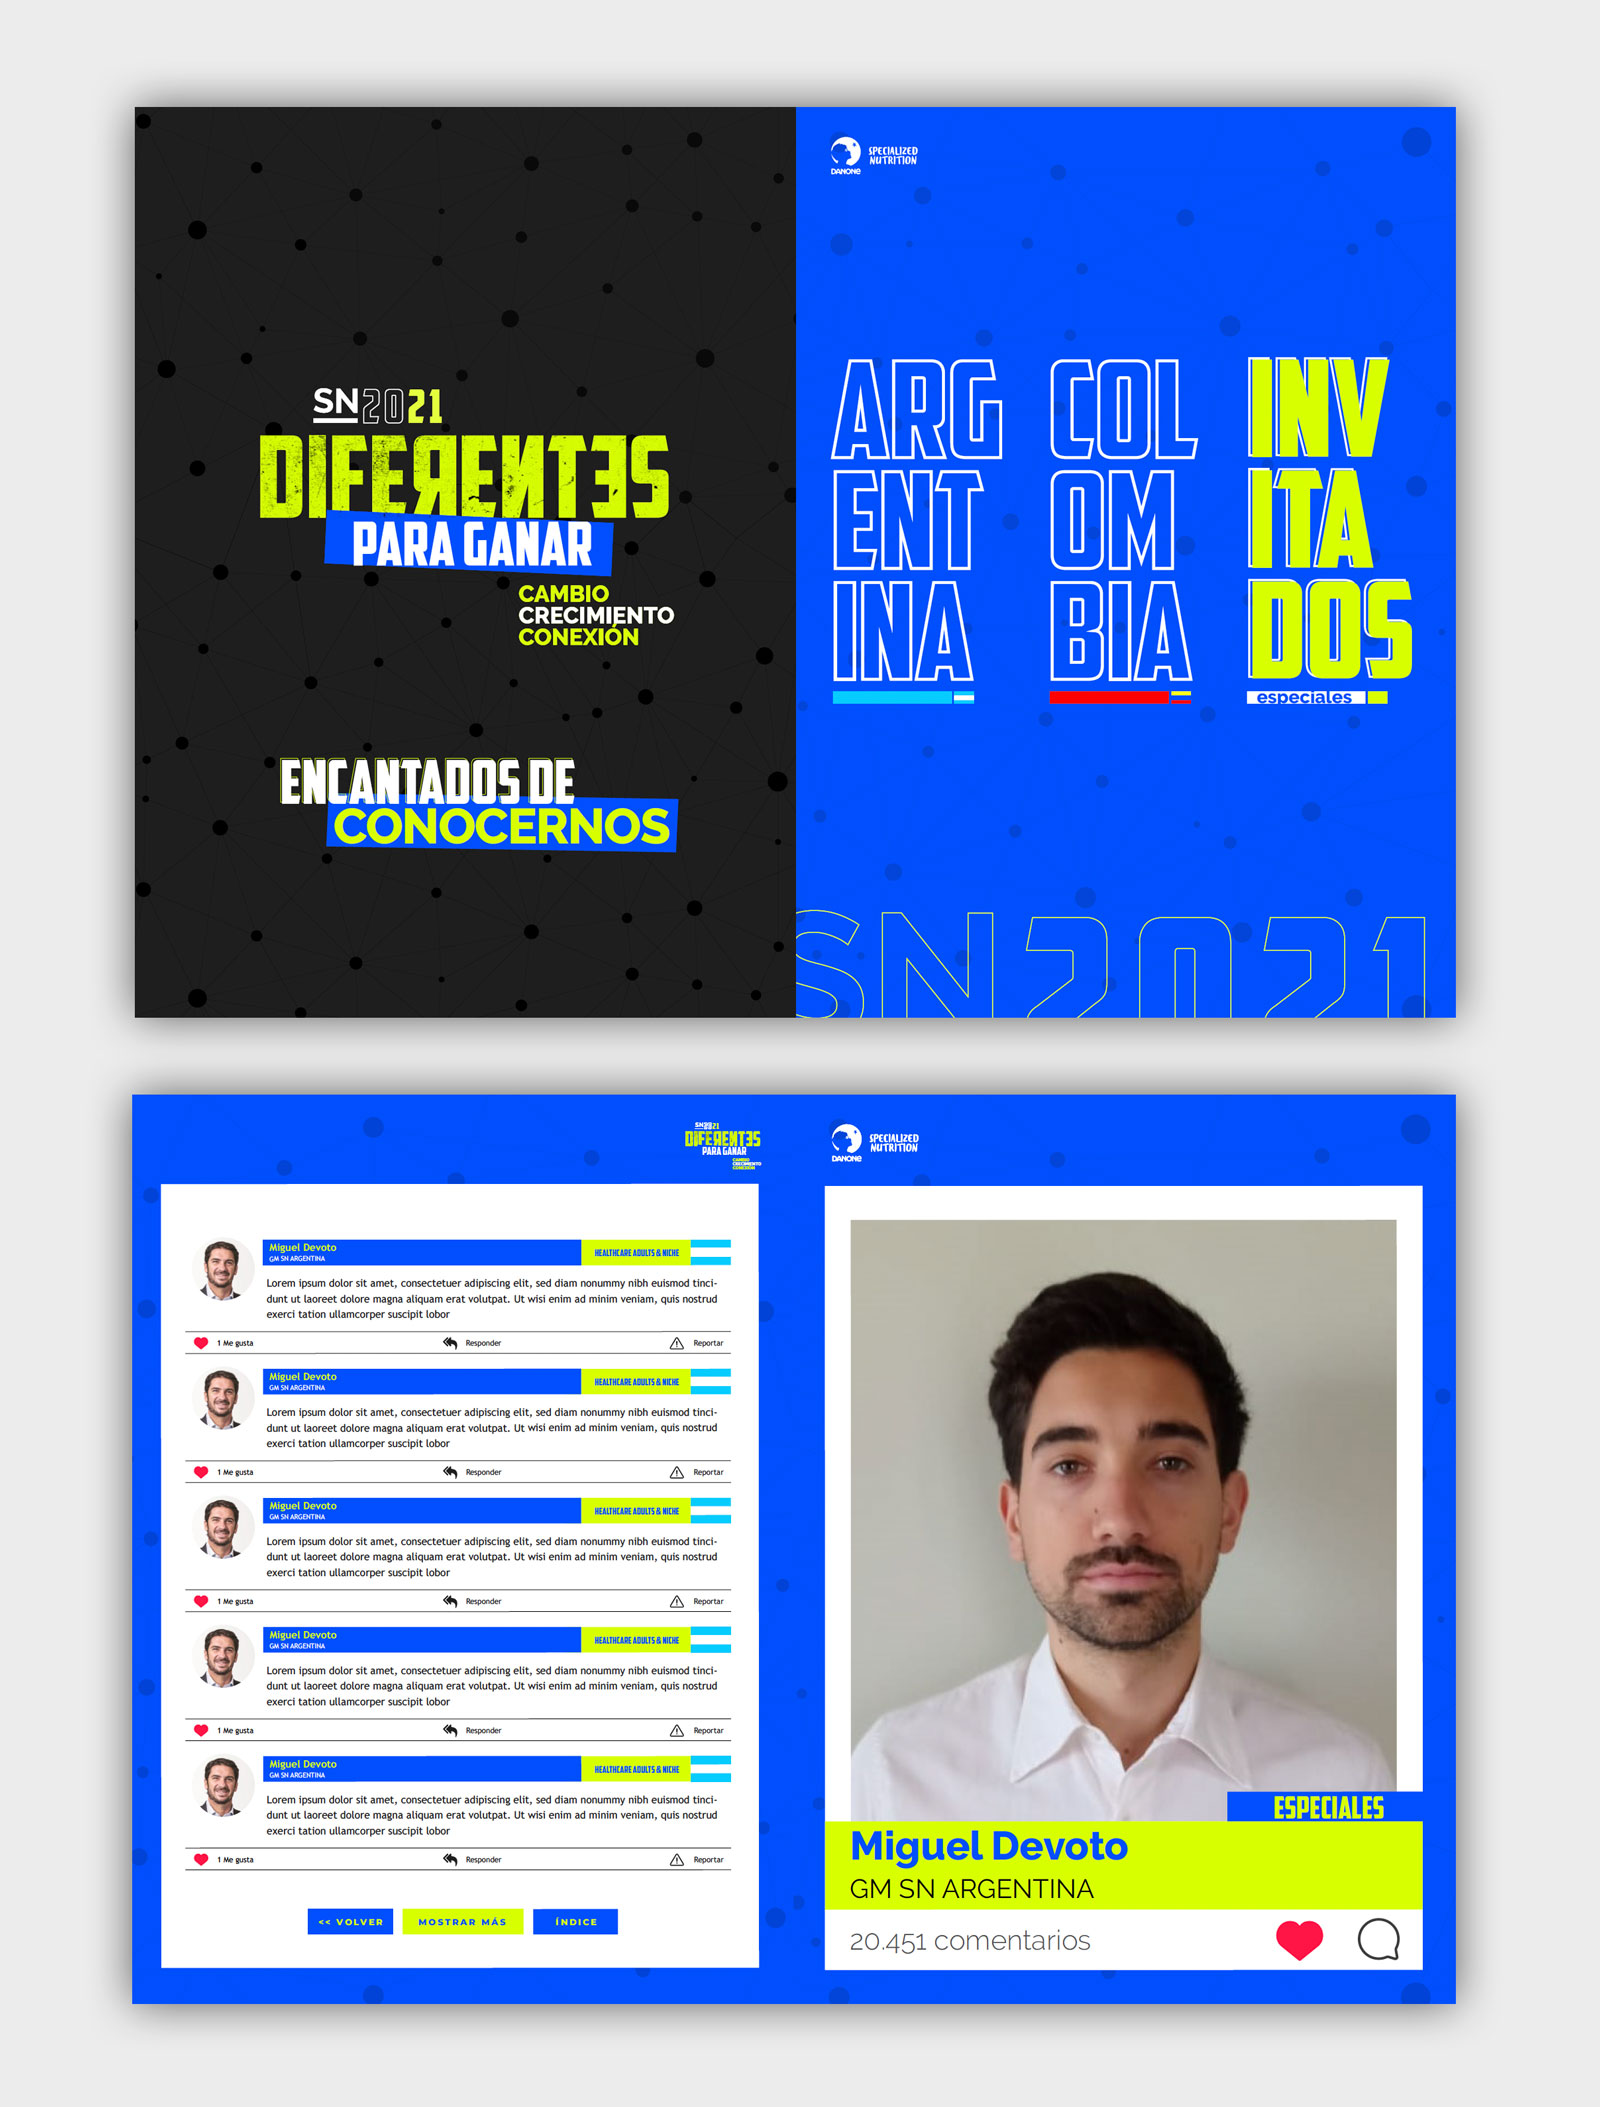 SN2021
DIFERENTES
PARA GANAR
CAMBIO
CRECIMIENTO
CONEXIÓN
ENCANTADOS DE
CONOCERNOS
DANONE
SPECIALIZED
NUTRITION
ARG
ENT
INA
COL
OM
BIA
INV
ITA
DOS
especiales
SN2021
SN2021
DIFERENTES
PARA GANAR
CAMBIO
CRECIMIENTO
CONEXIÓN
Miguel Devoto
GM SN ARGENTINA
HEALTHCARE ADULTS & NICHE
Lorem ipsum dolor sit amet, consectetuer adipiscing elit, sed diam nonummy nibh euismod tinci-
dunt ut laoreet dolore magna aliquam erat volutpat. Ut wisi enim ad minim veniam, quis nostrud
exerci tation ullamcorper suscipit lobor
1 Me gusta Responder Reportar
Miguel Devoto
GM SN ARGENTINA
HEALTHCARE ADULTS & NICHE
Lorem ipsum dolor sit amet, consectetuer adipiscing elit, sed diam nonummy nibh euismod tinci-
dunt ut laoreet dolore magna aliquam erat volutpat. Ut wisi enim ad minim veniam, quis nostrud
exerci tation ullamcorper suscipit lobor
1 Me gusta Responder Reportar
Miguel Devoto
GM SN ARGENTINA
HEALTHCARE ADULTS & NICHE
Lorem ipsum dolor sit amet, consectetuer adipiscing elit, sed diam nonummy nibh euismod tinci-
dunt ut laoreet dolore magna aliquam erat volutpat. Ut wisi enim ad minim veniam, quis nostrud
exerci tation ullamcorper suscipit lobor
1 Me gusta Responder Reportar
Miguel Devoto
GM SN ARGENTINA
HEALTHCARE ADULTS & NICHE
Lorem ipsum dolor sit amet, consectetuer adipiscing elit, sed diam nonummy nibh euismod tinci-
dunt ut laoreet dolore magna aliquam erat volutpat. Ut wisi enim ad minim veniam, quis nostrud
exerci tation ullamcorper suscipit lobor
1 Me gusta Responder Reportar
Miguel Devoto
GM SN ARGENTINA
HEALTHCARE ADULTS & NICHE
Lorem ipsum dolor sit amet, consectetuer adipiscing elit, sed diam nonummy nibh euismod tinci-
dunt ut laoreet dolore magna aliquam erat volutpat. Ut wisi enim ad minim veniam, quis nostrud
exerci tation ullamcorper suscipit lobor
1 Me gusta Responder Reportar
<< VOLVER MOSTRAR MÁS ÍNDICE
DANONE
SPECIALIZED
NUTRITION
ESPECIALES
Miguel Devoto
GM SN ARGENTINA
20.451 comentarios